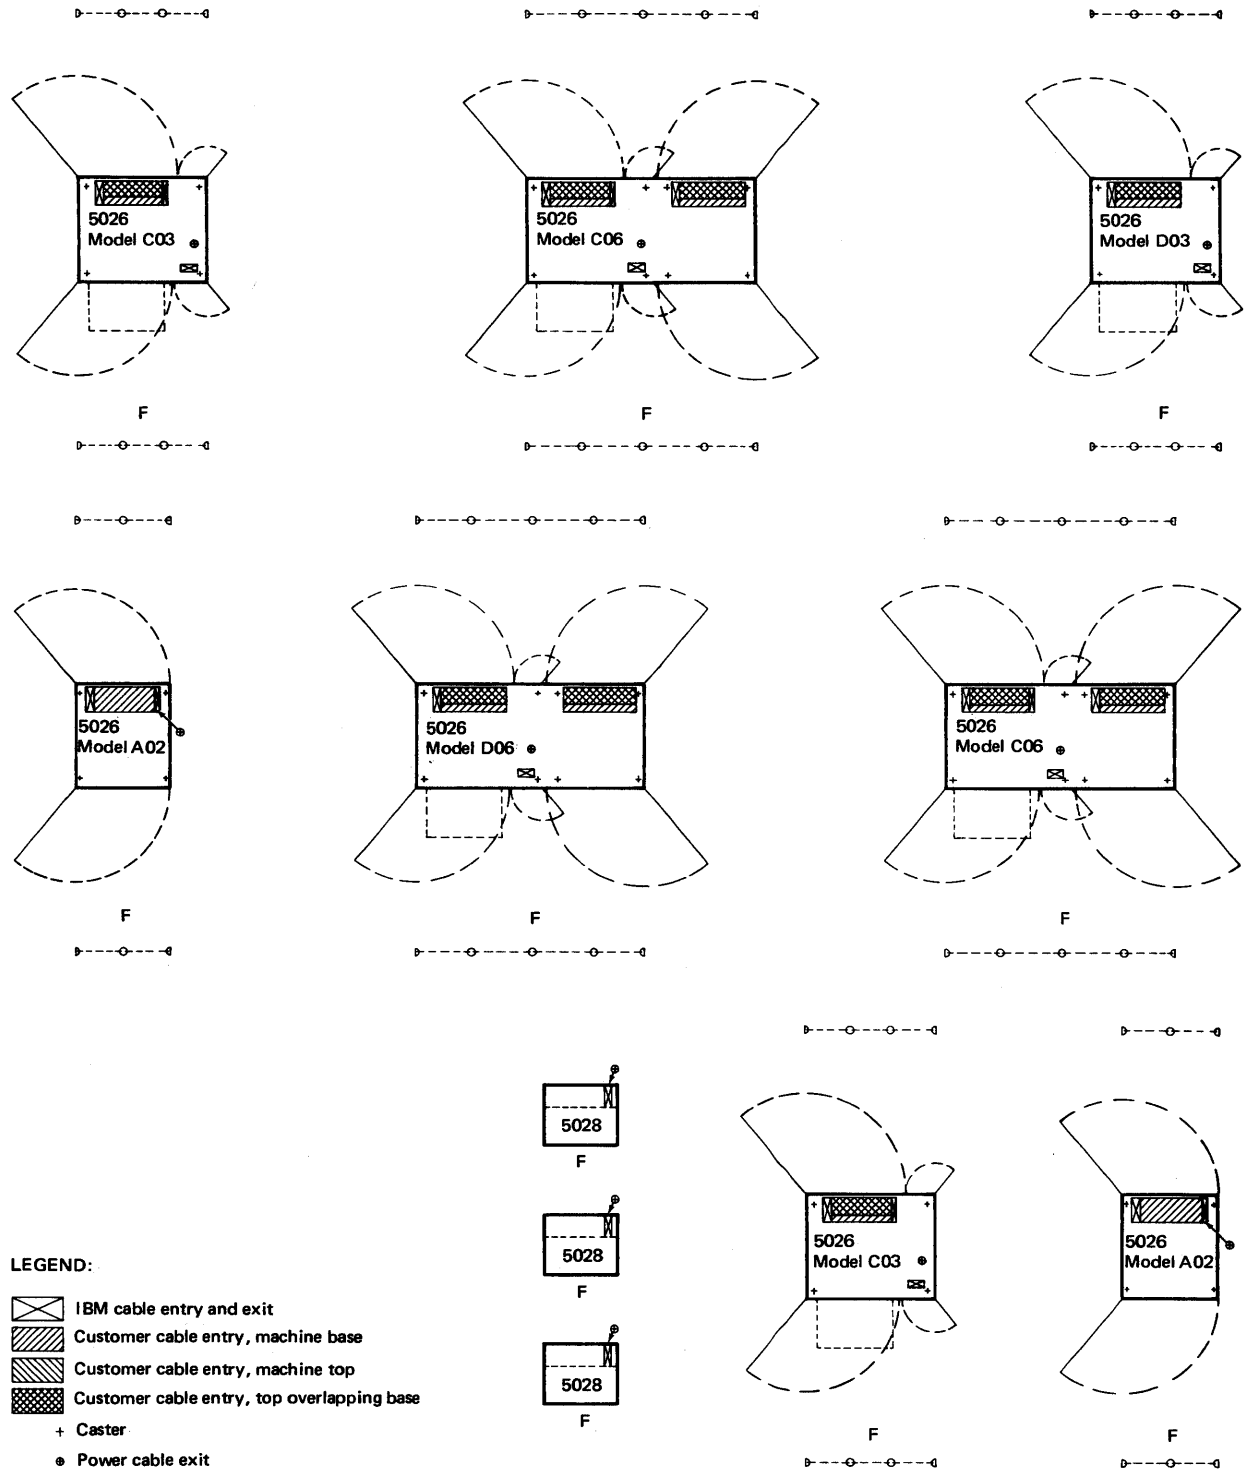 5026
Model C03
F
5026
Model C06
F
5026
Model D03
F
5026
Model A02
F
5026
Model D06
F
5026
Model C06
F
5028
F
5028
F
5028
F
5026
Model C03
F
5026
Model A02
F
LEGEND:
IBM cable entry and exit
Customer cable entry, machine base
Customer cable entry, machine top
Customer cable entry, top overlapping base
+ Caster
⊕ Power cable exit